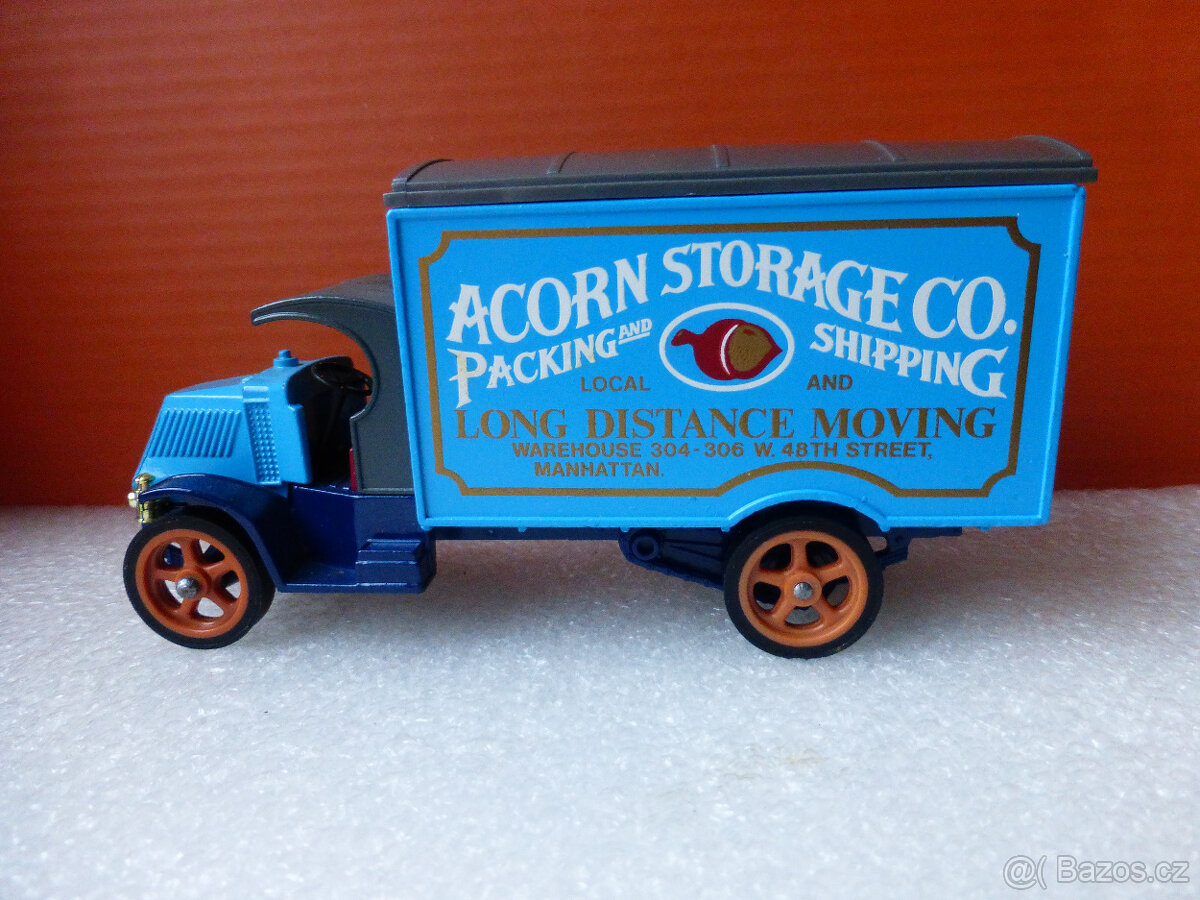 ACORN STORAGE CO.
PACKING AND SHIPPING
LOCAL AND
LONG DISTANCE MOVING
WAREHOUSE 304-306 W. 48TH STREET,
MANHATTAN.
@( Bazos.cz